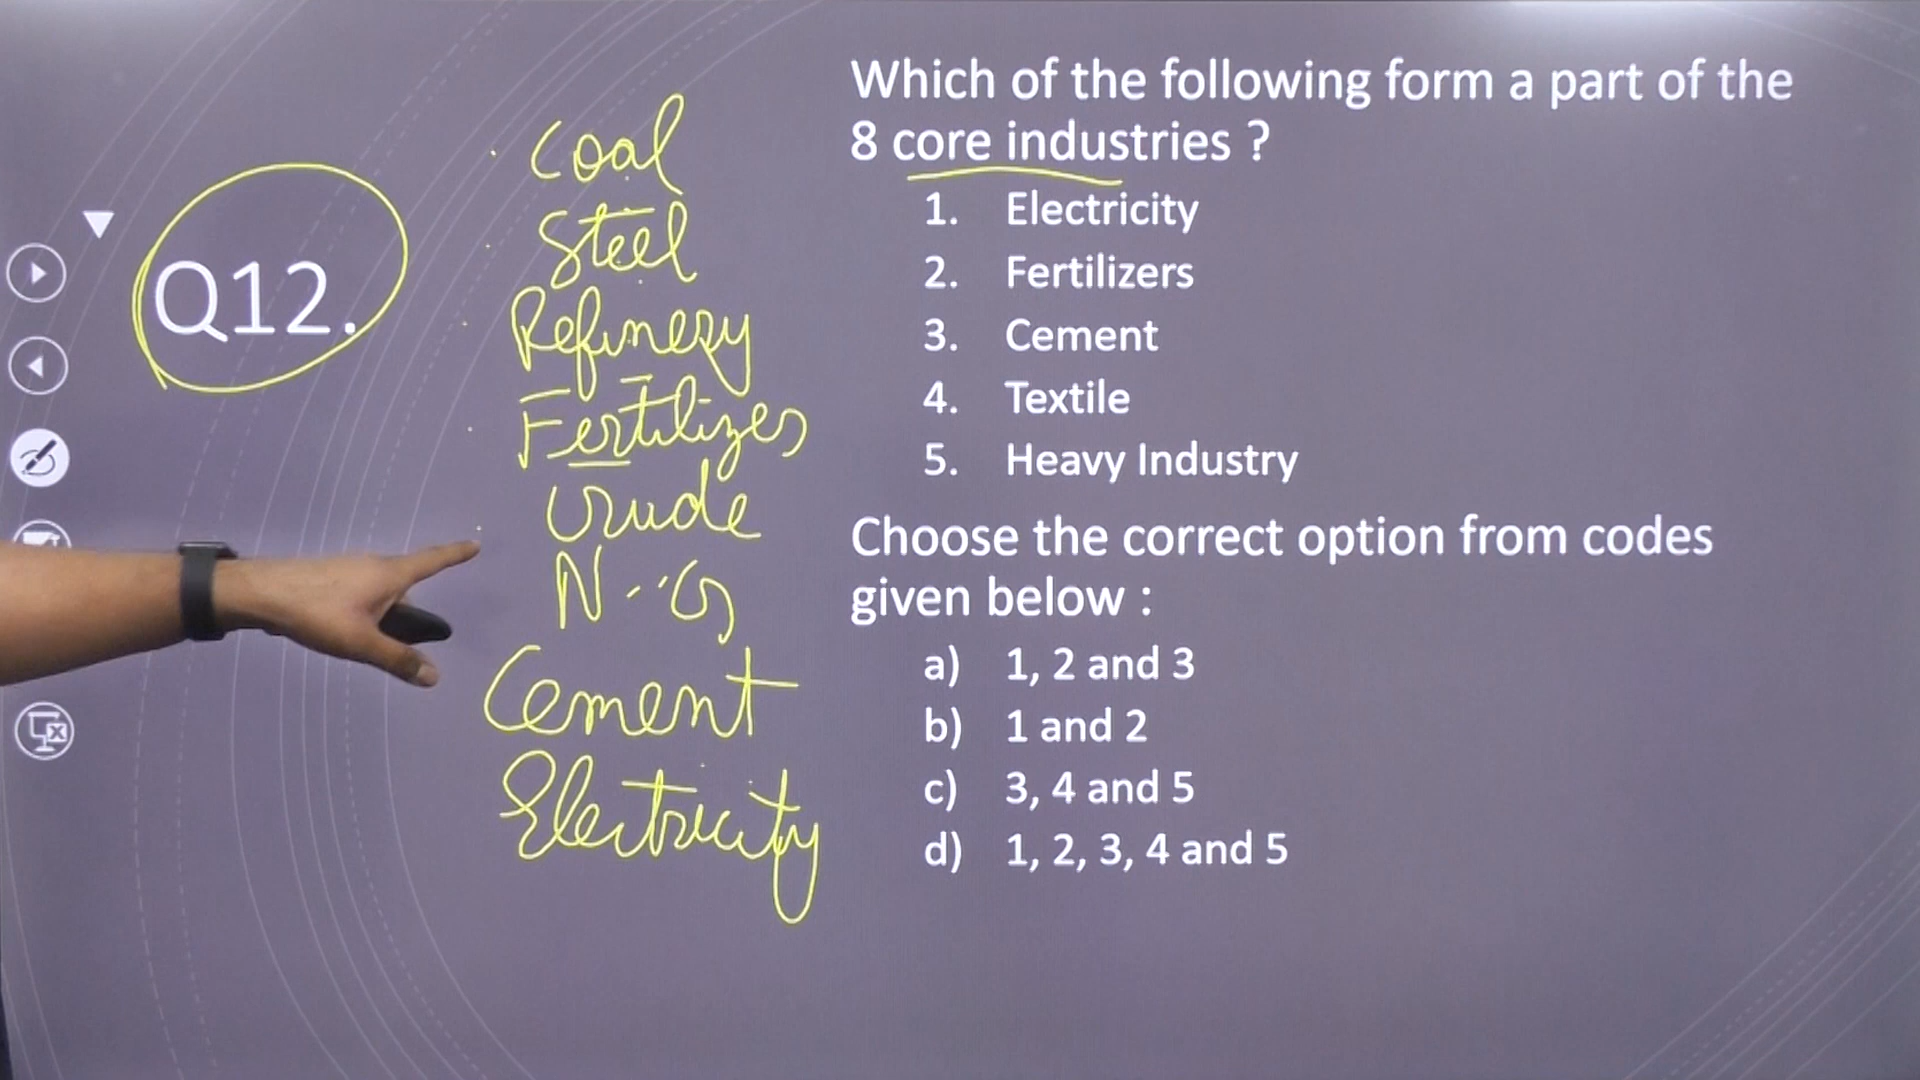 Q12.
Coal
Steel
Refinery
Fertilizer
Crude
N.G
Cement
Electricity
Which of the following form a part of the
8 core industries ?
1. Electricity
2. Fertilizers
3. Cement
4. Textile
5. Heavy Industry
Choose the correct option from codes
given below :
a) 1, 2 and 3
b) 1 and 2
c) 3, 4 and 5
d) 1, 2, 3, 4 and 5